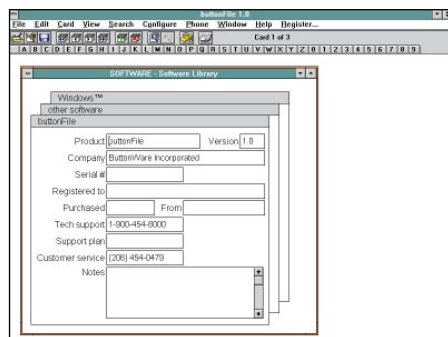 buttonFile 1.0
File Edit Card View Search Configure Phone Window Help Register...
Card 1 of 3
A B C D E F G H I J K L M N O P Q R S T U V W X Y Z 0 1 2 3 4 5 6 7 8 9
SOFTWARE - Software Library
Windows™
other software
buttonFile
Product buttonFile Version 1.0
Company ButtonWare Incorporated
Serial #
Registered to
Purchased From
Tech support 1-900-454-8000
Support plan
Customer service (206) 454-0479
Notes